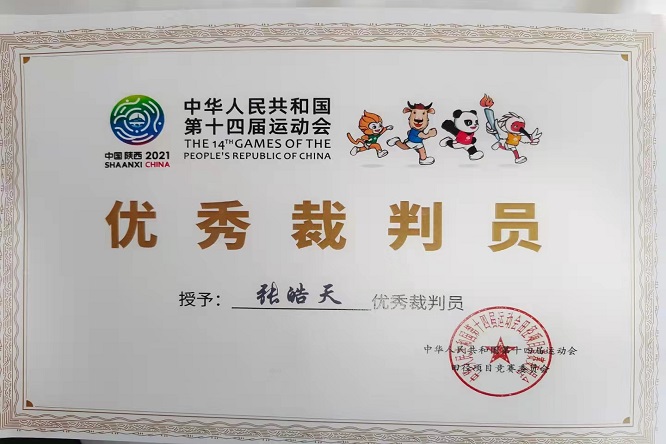 中华人民共和国
第十四届运动会
THE 14TH GAMES OF THE
PEOPLE'S REPUBLIC OF CHINA
中国 陕西 2021
SHAANXI CHINA
优秀裁判员
授予：张皓天优秀裁判员
中华人民共和国第十四届运动会
田径项目竞赛委员会